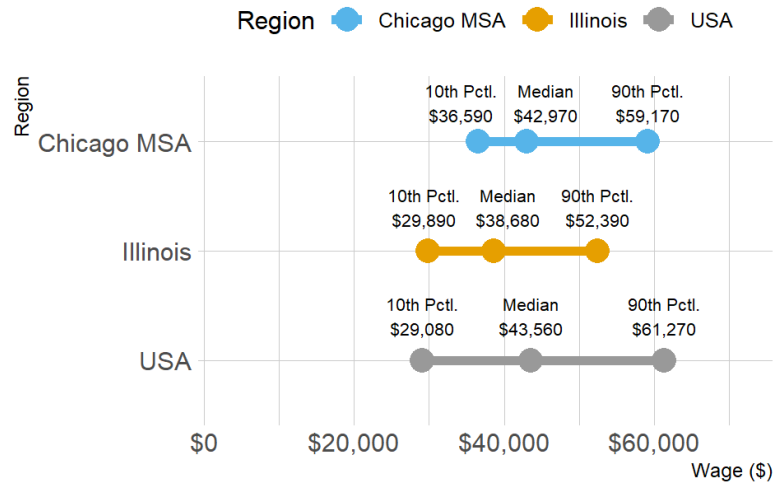 Region Chicago MSA Illinois USA
Region
10th Pctl. Median 90th Pctl.
$36,590 $42,970 $59,170
Chicago MSA
10th Pctl. Median 90th Pctl.
$29,890 $38,680 $52,390
Illinois
10th Pctl. Median 90th Pctl.
$29,080 $43,560 $61,270
USA
$0 $20,000 $40,000 $60,000
Wage ($)